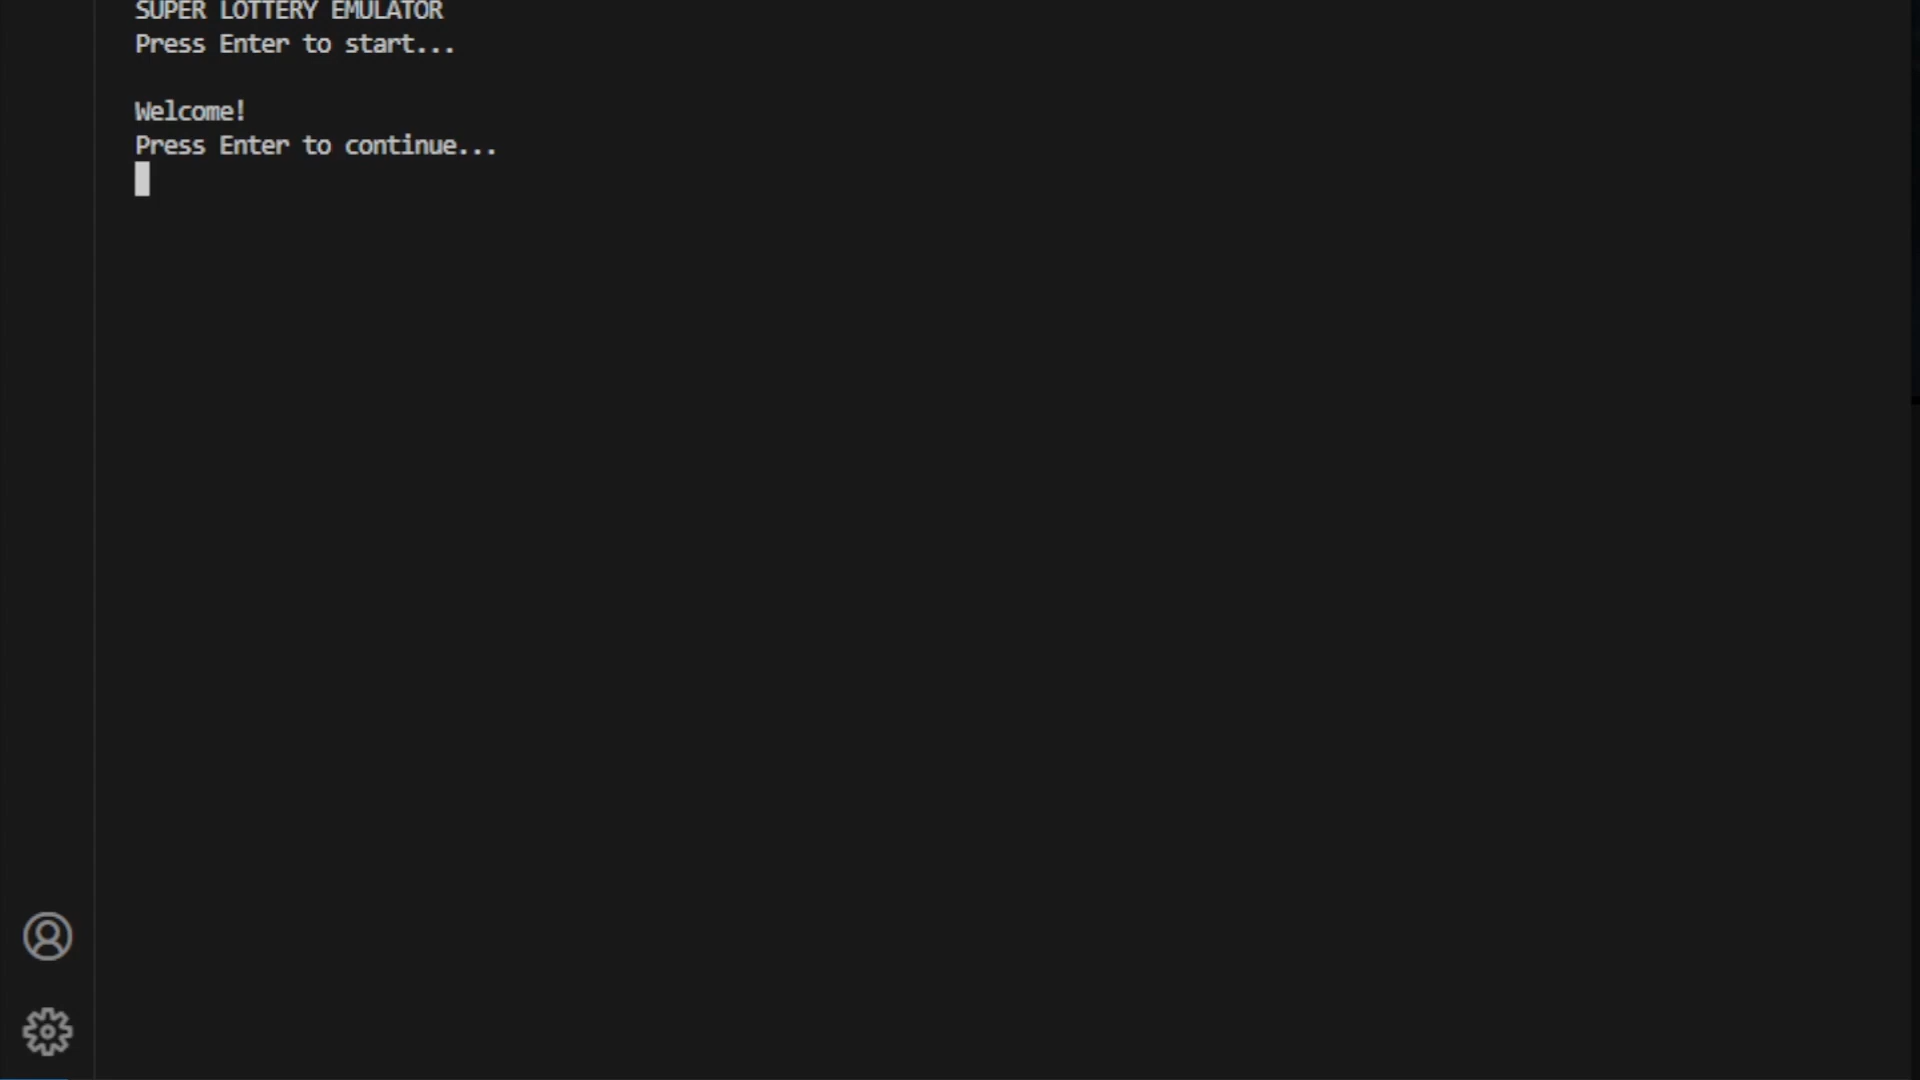 SUPER LOTTERY EMULATOR
Press Enter to start...
Welcome!
Press Enter to continue...